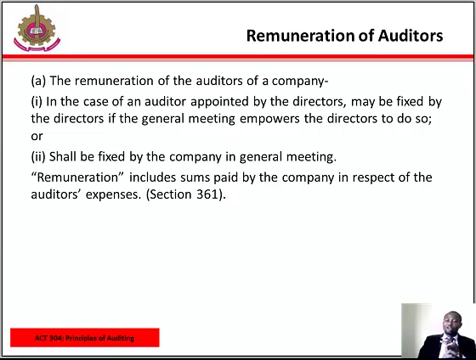 Remuneration of Auditors
(a) The remuneration of the auditors of a company-
(i) In the case of an auditor appointed by the directors, may be fixed by
the directors if the general meeting empowers the directors to do so;
or
(ii) Shall be fixed by the company in general meeting.
“Remuneration” includes sums paid by the company in respect of the
auditors’ expenses. (Section 361).
ACT 304: Principles of Auditing